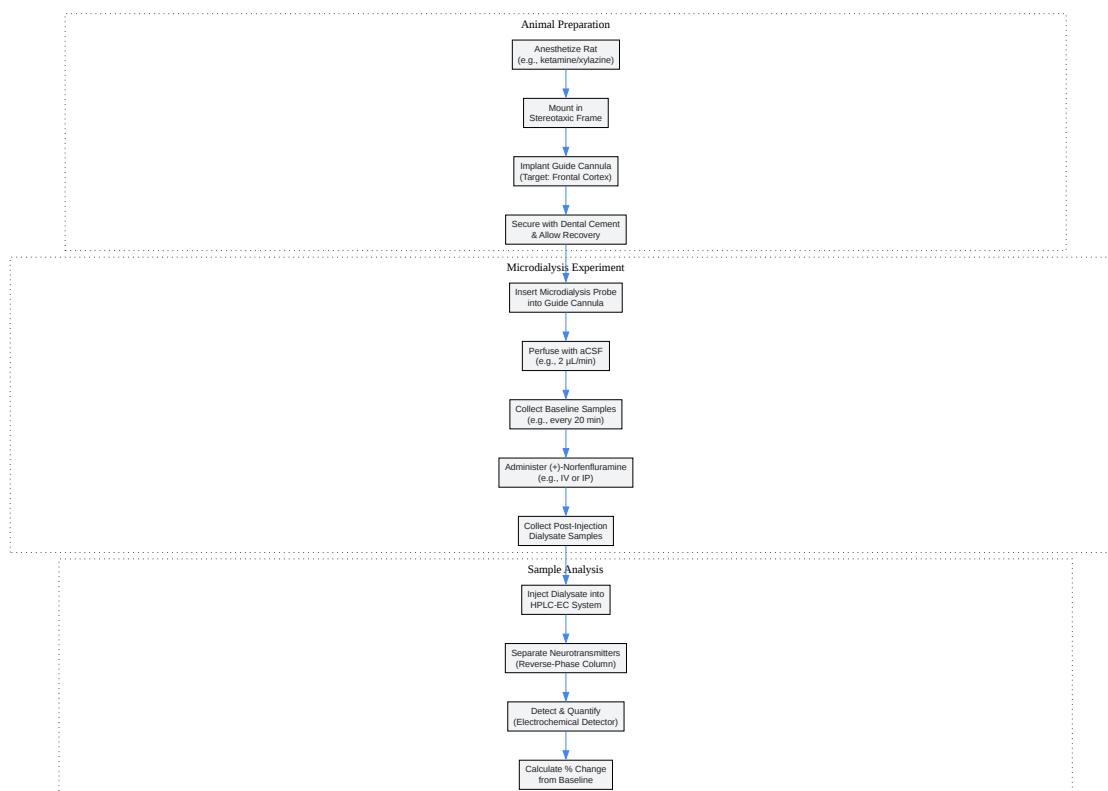 Animal Preparation
Anesthetize Rat
(e.g., ketamine/xylazine)
Mount in
Stereotaxic Frame
Implant Guide Cannula
(Target: Frontal Cortex)
Secure with Dental Cement
& Allow Recovery
Microdialysis Experiment
Insert Microdialysis Probe
into Guide Cannula
Perfuse with aCSF
(e.g., 2 µL/min)
Collect Baseline Samples
(e.g., every 20 min)
Administer (+)-Norfenfluramine
(e.g., IV or IP)
Collect Post-Injection
Dialysate Samples
Sample Analysis
Inject Dialysate into
HPLC-EC System
Separate Neurotransmitters
(Reverse-Phase Column)
Detect & Quantify
(Electrochemical Detector)
Calculate % Change
from Baseline